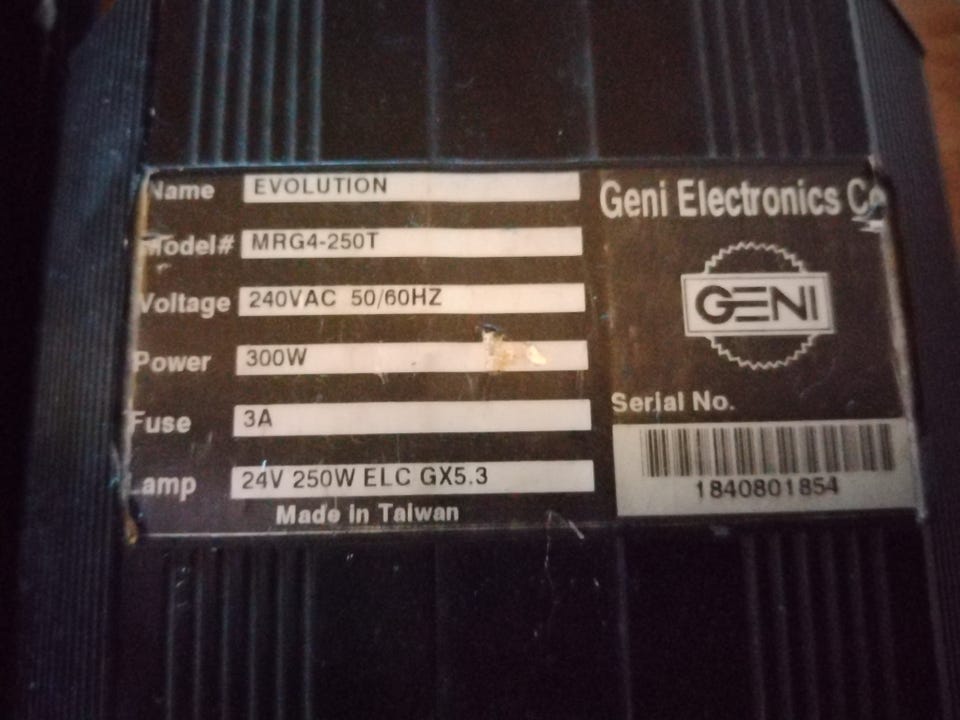 Name EVOLUTION
Model# MRG4-250T
Voltage 240VAC 50/60HZ
Power 300W
Fuse 3A
Lamp 24V 250W ELC GX5.3
Made in Taiwan
Geni Electronics Co
GENI
Serial No.
1840801854